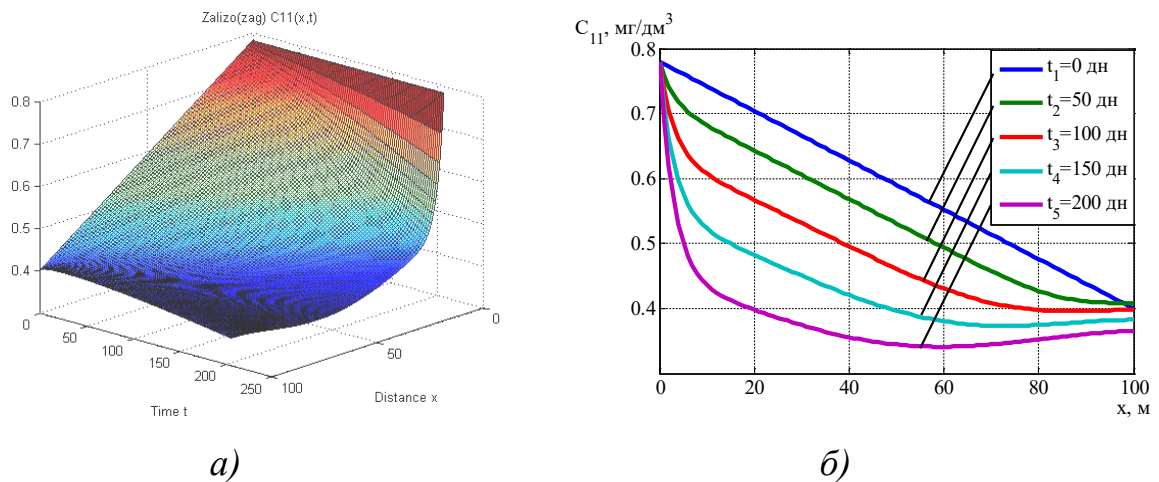 Zalizo(zag) C11(x,t)
0.8
0.7
0.6
0.5
0.4
0
50
100
150
200
250
Time t
100
50
0
Distance x
а)
C₁₁, мг/дм³
0.8
0.7
0.6
0.5
0.4
0
20
40
60
80
100
x, м
t₁=0 дн
t₂=50 дн
t₃=100 дн
t₄=150 дн
t₅=200 дн
б)